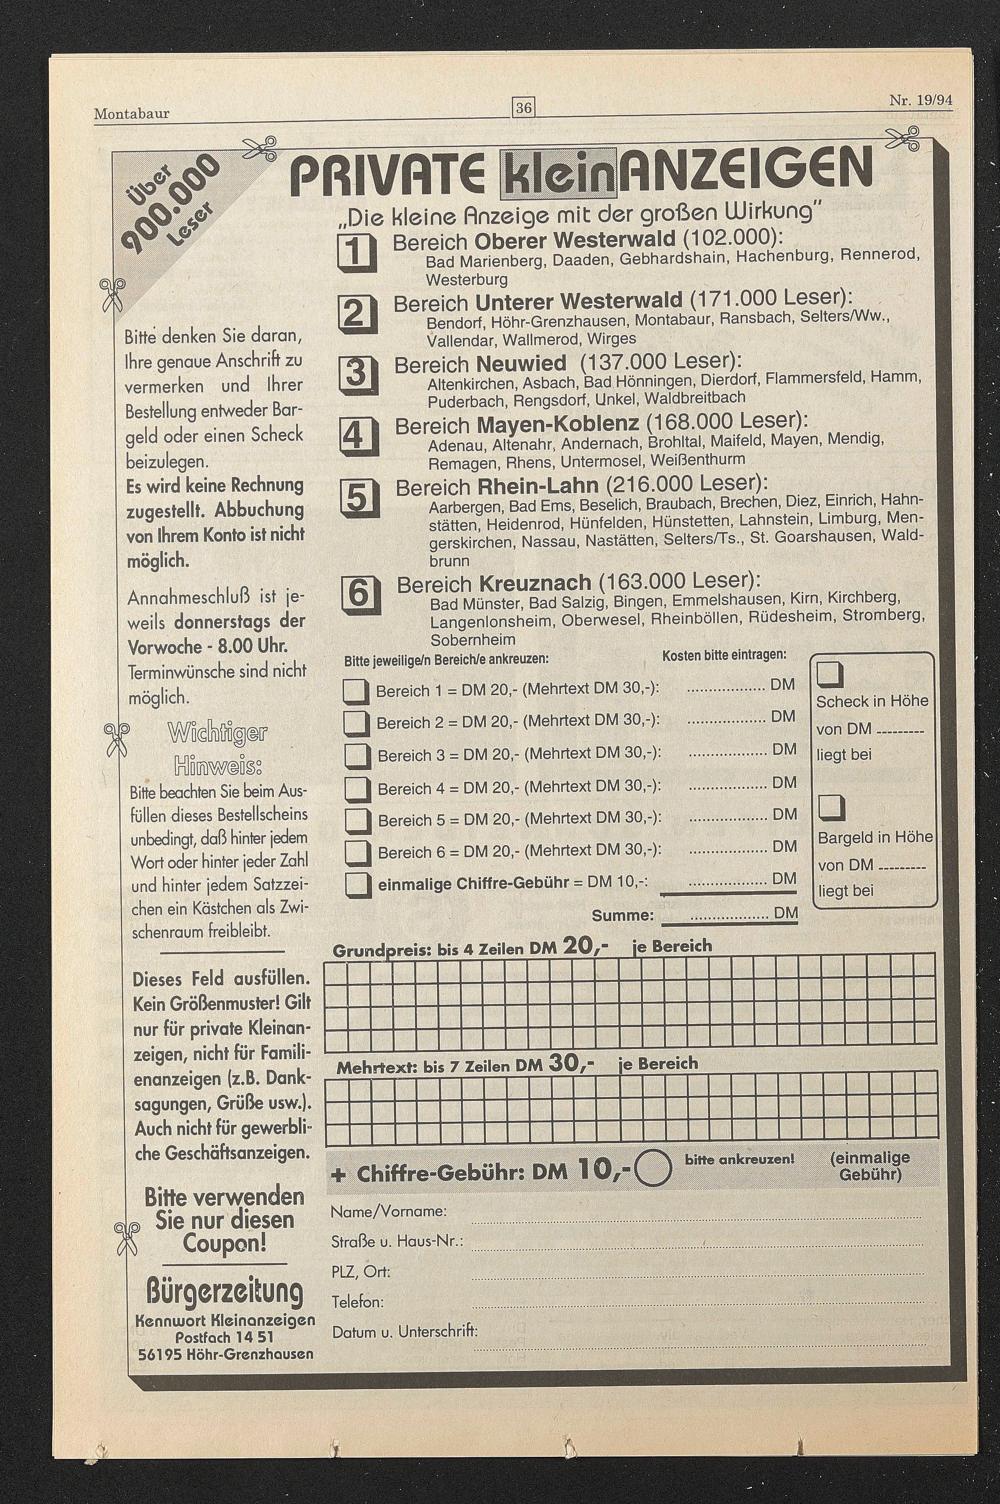 Montabaur
36
Nr. 19/94
Über
900.000
Leser
PRIVATE kleinANZEIGEN
„Die kleine Anzeige mit der großen Wirkung”
1 Bereich Oberer Westerwald (102.000):
Bad Marienberg, Daaden, Gebhardshain, Hachenburg, Rennerod,
Westerburg
2 Bereich Unterer Westerwald (171.000 Leser):
Bendorf, Höhr-Grenzhausen, Montabaur, Ransbach, Selters/Ww.,
Vallendar, Wallmerod, Wirges
3 Bereich Neuwied (137.000 Leser):
Altenkirchen, Asbach, Bad Hönningen, Dierdorf, Flammersfeld, Hamm,
Puderbach, Rengsdorf, Unkel, Waldbreitbach
4 Bereich Mayen-Koblenz (168.000 Leser):
Adenau, Altenahr, Andernach, Brohltal, Maifeld, Mayen, Mendig,
Remagen, Rhens, Untermosel, Weißenthurm
5 Bereich Rhein-Lahn (216.000 Leser):
Aarbergen, Bad Ems, Beselich, Braubach, Brechen, Diez, Einrich, Hahn-
stätten, Heidenrod, Hünfelden, Hünstetten, Lahnstein, Limburg, Men-
gerskirchen, Nassau, Nastätten, Selters/Ts., St. Goarshausen, Wald-
brunn
6 Bereich Kreuznach (163.000 Leser):
Bad Münster, Bad Salzig, Bingen, Emmelshausen, Kirn, Kirchberg,
Langenlonsheim, Oberwesel, Rheinböllen, Rüdesheim, Stromberg,
Sobernheim
Bitte denken Sie daran,
Ihre genaue Anschrift zu
vermerken und Ihrer
Bestellung entweder Bar-
geld oder einen Scheck
beizulegen.
Es wird keine Rechnung
zugestellt. Abbuchung
von Ihrem Konto ist nicht
möglich.
Annahmeschluß ist je-
weils donnerstags der
Vorwoche - 8.00 Uhr.
Terminwünsche sind nicht
möglich.
Wichtiger
Hinweis:
Bitte beachten Sie beim Aus-
füllen dieses Bestellscheins
unbedingt, daß hinter jedem
Wort oder hinter jeder Zahl
und hinter jedem Satzzei-
chen ein Kästchen als Zwi-
schenraum freibleibt.
Dieses Feld ausfüllen.
Kein Größenmuster! Gilt
nur für private Kleinan-
zeigen, nicht für Famili-
enanzeigen (z.B. Dank-
sagungen, Grüße usw.).
Auch nicht für gewerbli-
che Geschäftsanzeigen.
Bitte verwenden
Sie nur diesen
Coupon!
Bürgerzeitung
Kennwort Kleinanzeigen
Postfach 14 51
56195 Höhr-Grenzhausen
Bitte jeweilige/n Bereich/e ankreuzen: Kosten bitte eintragen:
Bereich 1 = DM 20,- (Mehrtext DM 30,-): .................. DM
Bereich 2 = DM 20,- (Mehrtext DM 30,-): .................. DM
Bereich 3 = DM 20,- (Mehrtext DM 30,-): .................. DM
Bereich 4 = DM 20,- (Mehrtext DM 30,-): .................. DM
Bereich 5 = DM 20,- (Mehrtext DM 30,-): .................. DM
Bereich 6 = DM 20,- (Mehrtext DM 30,-): .................. DM
einmalige Chiffre-Gebühr = DM 10,-: .................. DM
Summe: .................. DM
Scheck in Höhe
von DM ---------
liegt bei
Bargeld in Höhe
von DM ---------
liegt bei
Grundpreis: bis 4 Zeilen DM 20,- je Bereich
Mehrtext: bis 7 Zeilen DM 30,- je Bereich
+ Chiffre-Gebühr: DM 10,- bitte ankreuzen! (einmalige
Gebühr)
Name/Vorname:
Straße u. Haus-Nr.:
PLZ, Ort:
Telefon:
Datum u. Unterschrift: